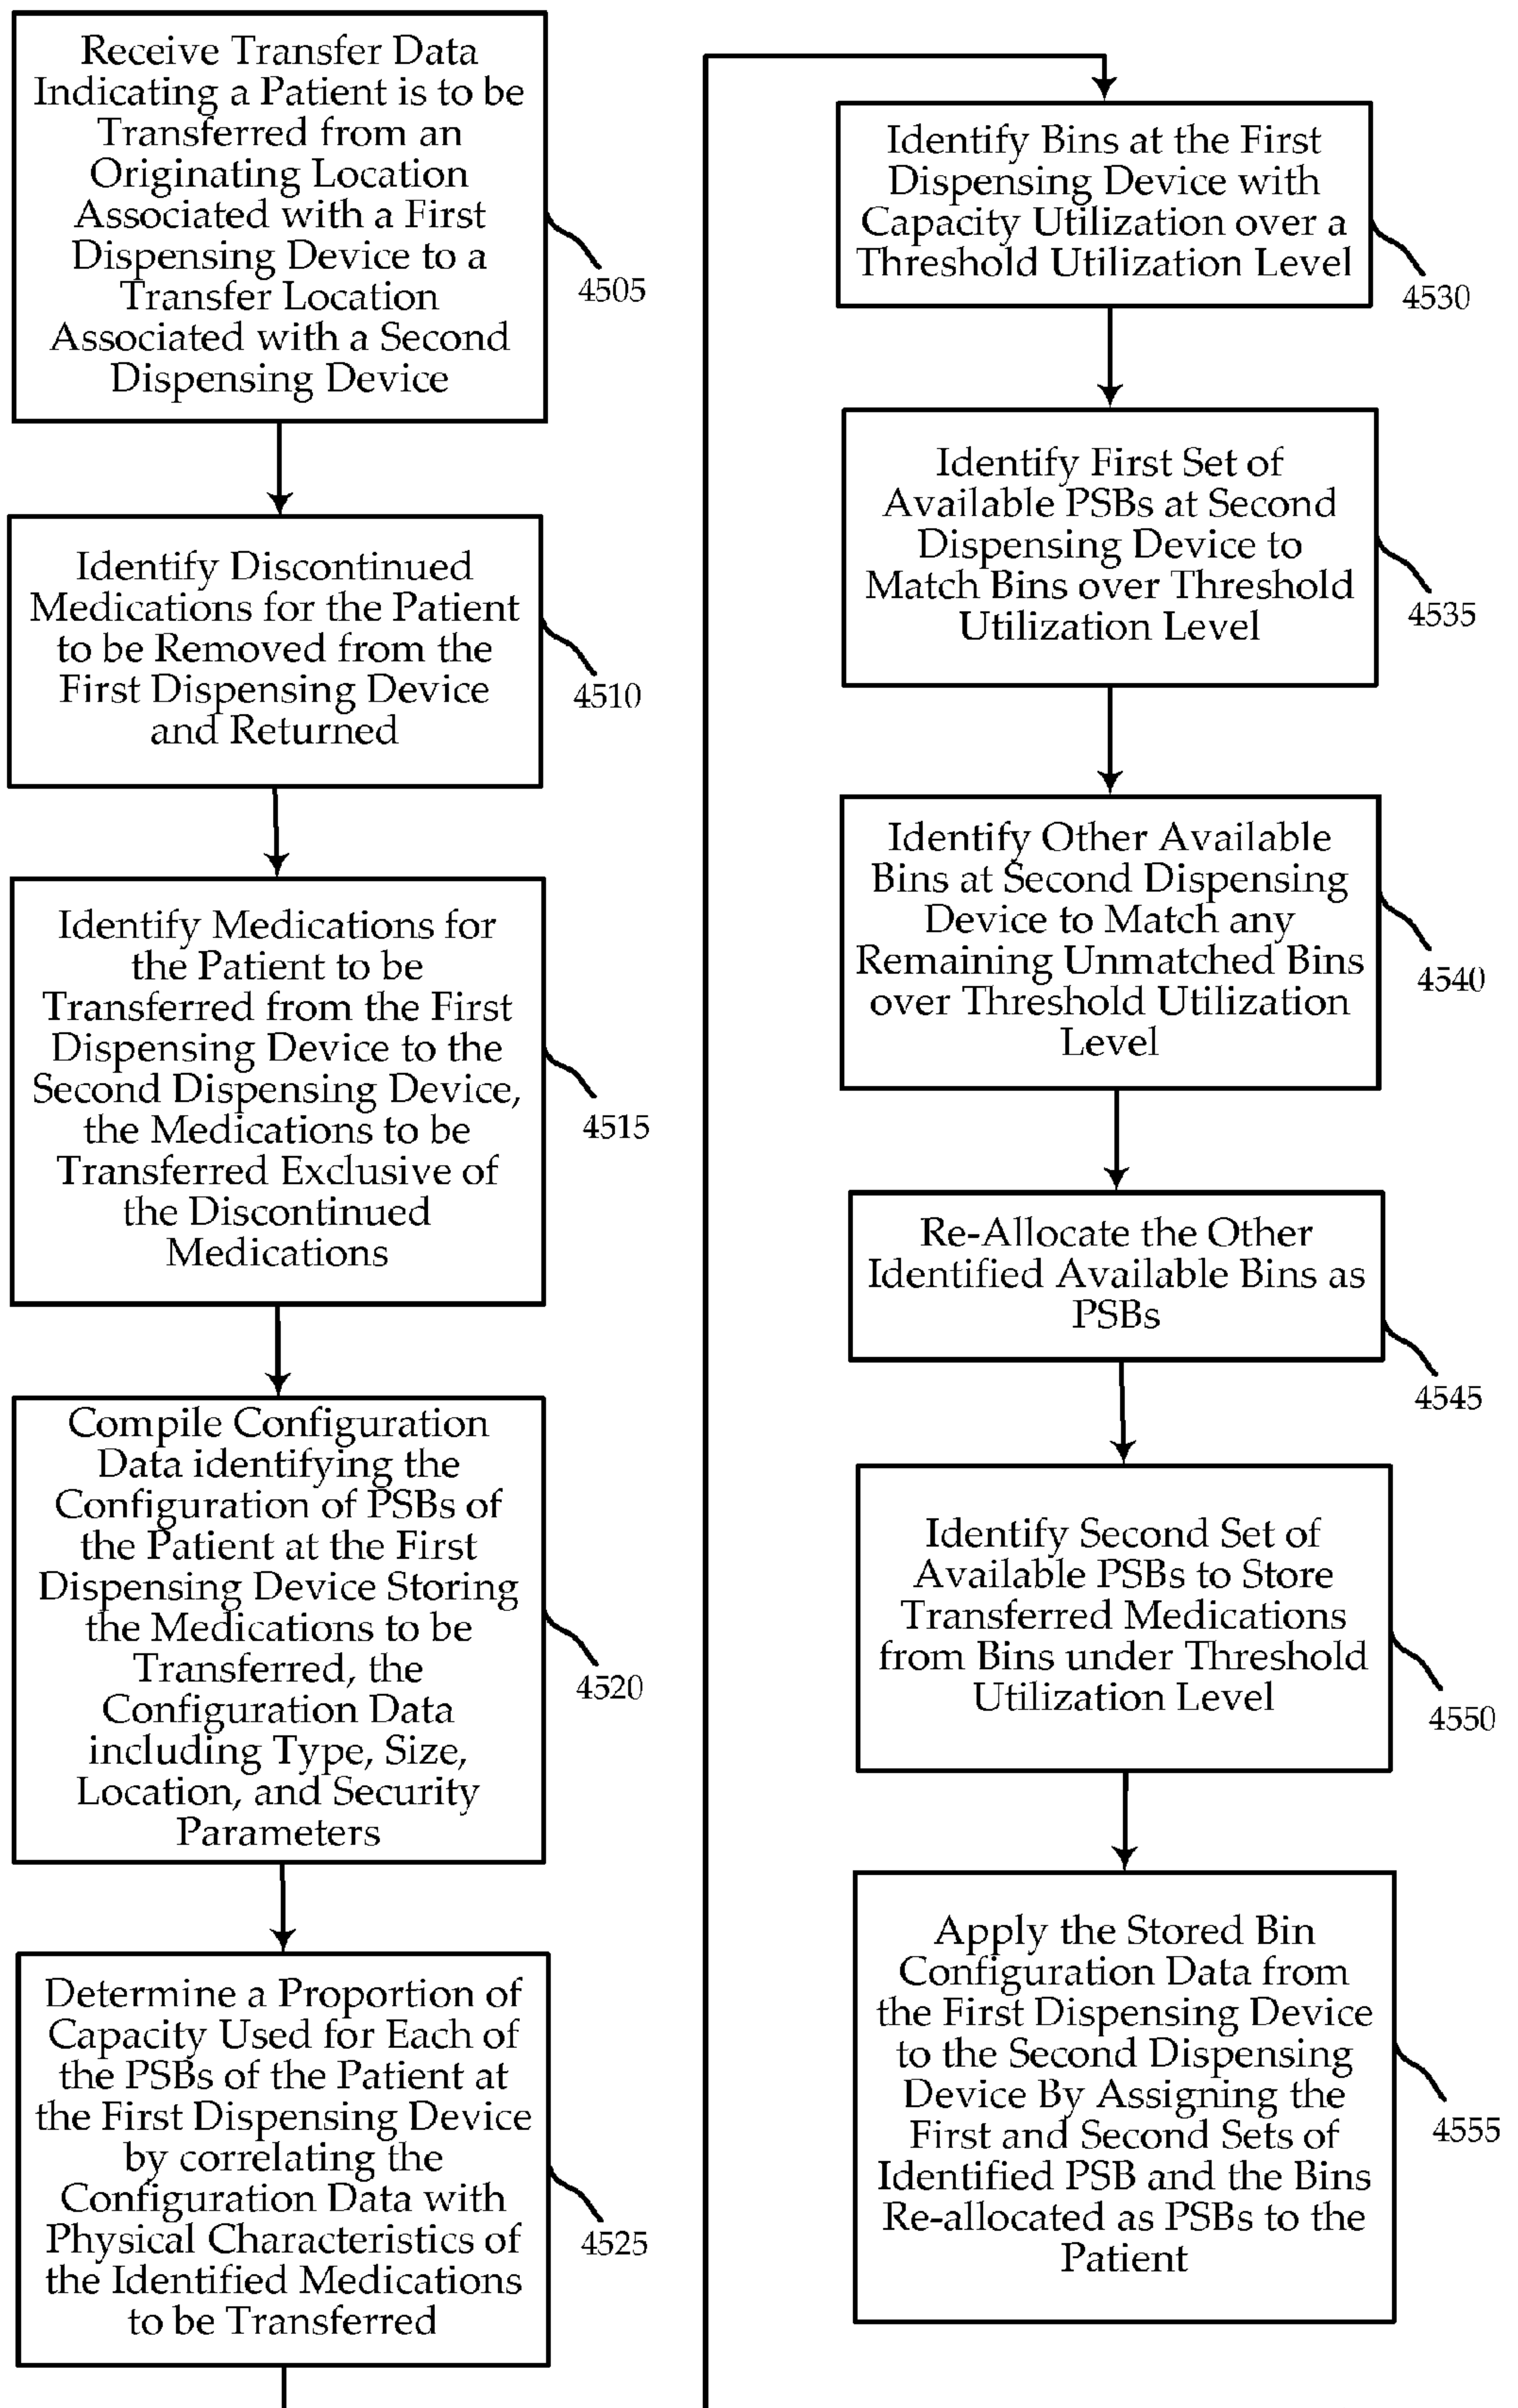 Receive Transfer Data
Indicating a Patient is to be
Transferred from an
Originating Location
Associated with a First
Dispensing Device to a
Transfer Location
Associated with a Second
Dispensing Device
4505
Identify Discontinued
Medications for the Patient
to be Removed from the
First Dispensing Device
and Returned
4510
Identify Medications for
the Patient to be
Transferred from the First
Dispensing Device to the
Second Dispensing Device,
the Medications to be
Transferred Exclusive of
the Discontinued
Medications
4515
Compile Configuration
Data identifying the
Configuration of PSBs of
the Patient at the First
Dispensing Device Storing
the Medications to be
Transferred, the
Configuration Data
including Type, Size,
Location, and Security
Parameters
4520
Determine a Proportion of
Capacity Used for Each of
the PSBs of the Patient at
the First Dispensing Device
by correlating the
Configuration Data with
Physical Characteristics of
the Identified Medications
to be Transferred
4525
Identify Bins at the First
Dispensing Device with
Capacity Utilization over a
Threshold Utilization Level
4530
Identify First Set of
Available PSBs at Second
Dispensing Device to
Match Bins over Threshold
Utilization Level
4535
Identify Other Available
Bins at Second Dispensing
Device to Match any
Remaining Unmatched Bins
over Threshold Utilization
Level
4540
Re-Allocate the Other
Identified Available Bins as
PSBs
4545
Identify Second Set of
Available PSBs to Store
Transferred Medications
from Bins under Threshold
Utilization Level
4550
Apply the Stored Bin
Configuration Data from
the First Dispensing Device
to the Second Dispensing
Device By Assigning the
First and Second Sets of
Identified PSB and the Bins
Re-allocated as PSBs to the
Patient
4555